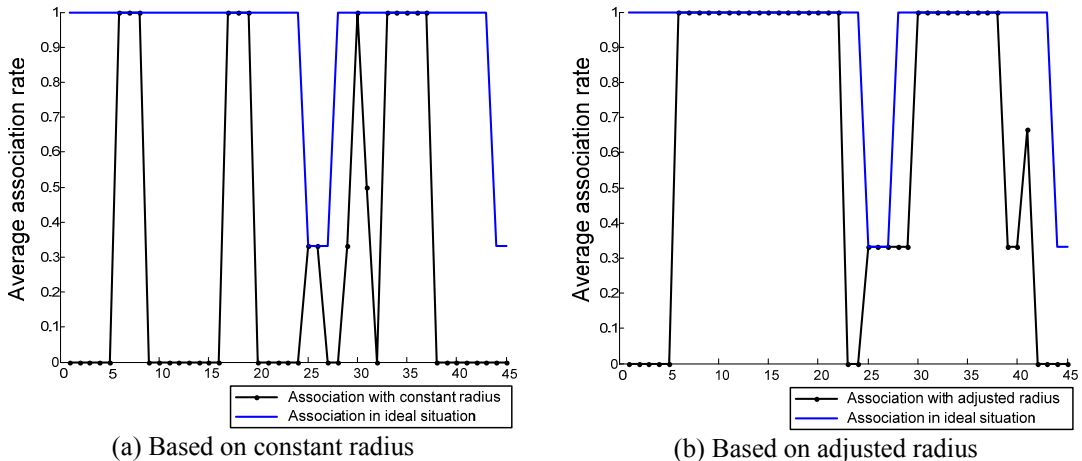 Average association rate
1
0.9
0.8
0.7
0.6
0.5
0.4
0.3
0.2
0.1
0
0 5 10 15 20 25 30 35 40 45
Association with constant radius
Association in ideal situation
(a) Based on constant radius
Average association rate
1
0.9
0.8
0.7
0.6
0.5
0.4
0.3
0.2
0.1
0
0 5 10 15 20 25 30 35 40 45
Association with adjusted radius
Association in ideal situation
(b) Based on adjusted radius